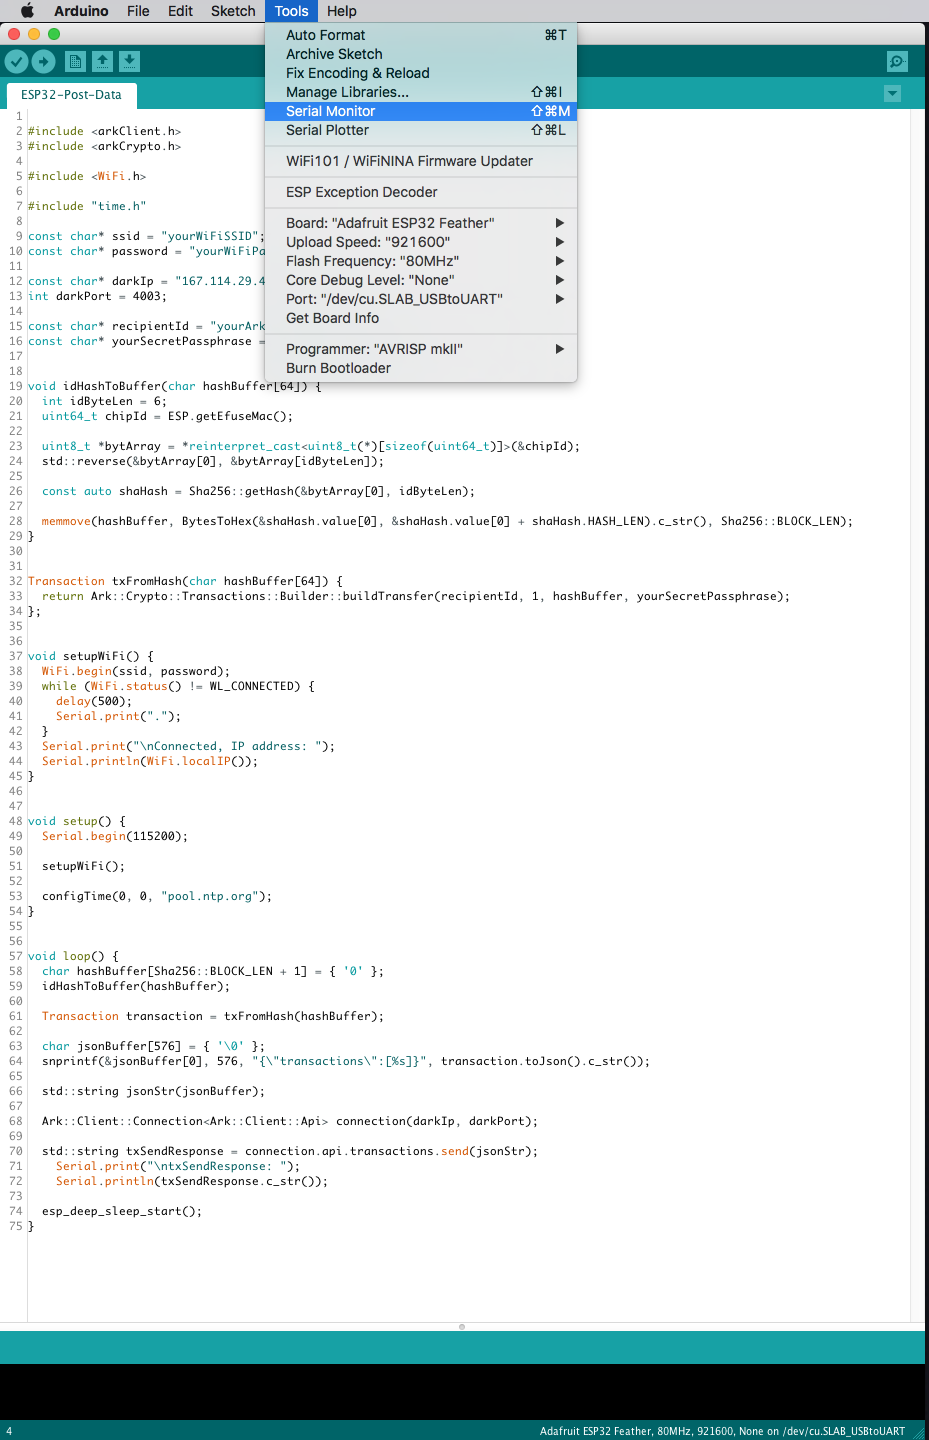 Arduino File Edit Sketch Tools Help
Auto Format ⌘T
Archive Sketch
Fix Encoding & Reload
Manage Libraries... ⇧⌘I
Serial Monitor ⇧⌘M
Serial Plotter ⇧⌘L
WiFi101 / WiFiNINA Firmware Updater
ESP Exception Decoder
Board: "Adafruit ESP32 Feather" ▶
Upload Speed: "921600" ▶
Flash Frequency: "80MHz" ▶
Core Debug Level: "None" ▶
Port: "/dev/cu.SLAB_USBtoUART" ▶
Get Board Info
Programmer: "AVRISP mkII" ▶
Burn Bootloader
ESP32-Post-Data
1
2 #include <arkClient.h>
3 #include <arkCrypto.h>
4
5 #include <WiFi.h>
6
7 #include "time.h"
8
9 const char* ssid = "yourWiFiSSID";
10 const char* password = "yourWiFiPa
11
12 const char* darkIp = "167.114.29.4
13 int darkPort = 4003;
14
15 const char* recipientId = "yourArk
16 const char* yourSecretPassphrase =
17
18
19 void idHashToBuffer(char hashBuffer[64]) {
20 int idByteLen = 6;
21 uint64_t chipId = ESP.getEfuseMac();
22
23 uint8_t *bytArray = *reinterpret_cast<uint8_t(*)[sizeof(uint64_t)]>(&chipId);
24 std::reverse(&bytArray[0], &bytArray[idByteLen]);
25
26 const auto shaHash = Sha256::getHash(&bytArray[0], idByteLen);
27
28 memmove(hashBuffer, BytesToHex(&shaHash.value[0], &shaHash.value[0] + shaHash.HASH_LEN).c_str(), Sha256::BLOCK_LEN);
29 }
30
31
32 Transaction txFromHash(char hashBuffer[64]) {
33 return Ark::Crypto::Transactions::Builder::buildTransfer(recipientId, 1, hashBuffer, yourSecretPassphrase);
34 };
35
36
37 void setupWiFi() {
38 WiFi.begin(ssid, password);
39 while (WiFi.status() != WL_CONNECTED) {
40 delay(500);
41 Serial.print(".");
42 }
43 Serial.print("\nConnected, IP address: ");
44 Serial.println(WiFi.localIP());
45 }
46
47
48 void setup() {
49 Serial.begin(115200);
50
51 setupWiFi();
52
53 configTime(0, 0, "pool.ntp.org");
54 }
55
56
57 void loop() {
58 char hashBuffer[Sha256::BLOCK_LEN + 1] = { '0' };
59 idHashToBuffer(hashBuffer);
60
61 Transaction transaction = txFromHash(hashBuffer);
62
63 char jsonBuffer[576] = { '\0' };
64 snprintf(&jsonBuffer[0], 576, "{\"transactions\":[%s]}", transaction.toJson().c_str());
65
66 std::string jsonStr(jsonBuffer);
67
68 Ark::Client::Connection<Ark::Client::Api> connection(darkIp, darkPort);
69
70 std::string txSendResponse = connection.api.transactions.send(jsonStr);
71 Serial.print("\ntxSendResponse: ");
72 Serial.println(txSendResponse.c_str());
73
74 esp_deep_sleep_start();
75 }
4 Adafruit ESP32 Feather, 80MHz, 921600, None on /dev/cu.SLAB_USBtoUART